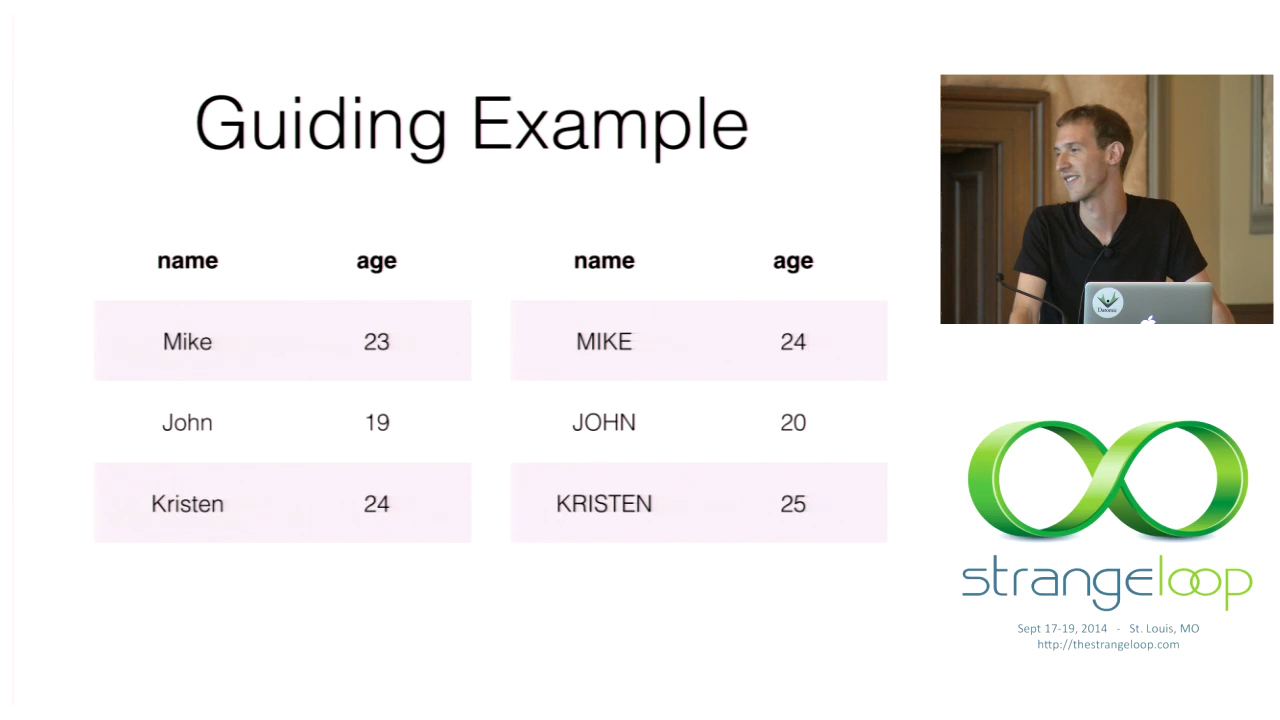 Guiding Example
name age name age
Mike 23 MIKE 24
John 19 JOHN 20
Kristen 24 KRISTEN 25
Datomic
strangeloop
Sept 17-19, 2014 - St. Louis, MO
http://thestrangeloop.com